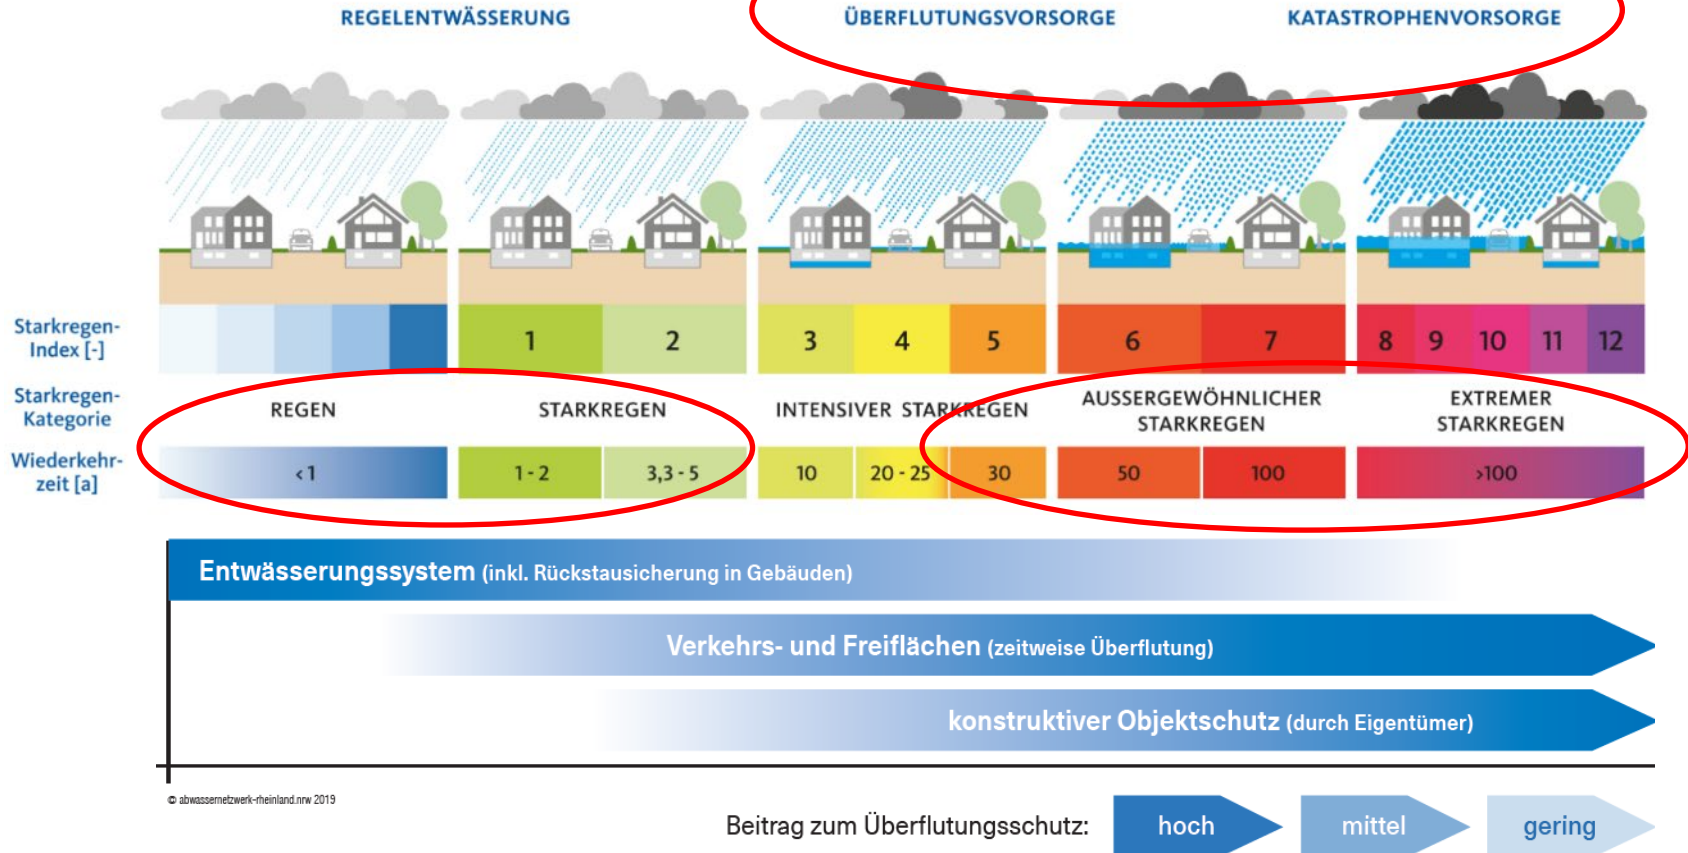 REGELENTWÄSSERUNG ÜBERFLUTUNGSVORSORGE KATASTROPHENVORSORGE
Starkregen-
Index [-]
1 2 3 4 5 6 7 8 9 10 11 12
Starkregen-
Kategorie
REGEN
STARKREGEN
INTENSIVER STARKREGEN
AUSSERGEWÖHNLICHER
STARKREGEN
EXTREMER
STARKREGEN
Wiederkehr-
zeit [a]
<1 1 - 2 3,3 - 5 10 20 - 25 30 50 100 >100
Entwässerungssystem (inkl. Rückstausicherung in Gebäuden)
Verkehrs- und Freiflächen (zeitweise Überflutung)
konstruktiver Objektschutz (durch Eigentümer)
© abwassernetzwerk-rheinland.nrw 2019
Beitrag zum Überflutungsschutz: hoch mittel gering